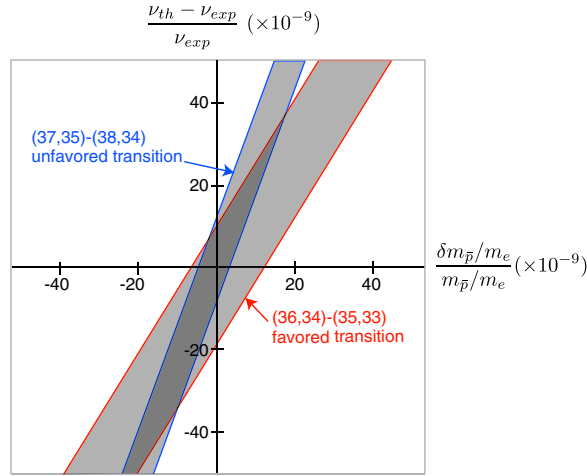 ν_th − ν_exp
ν_exp
(×10⁻⁹)
40
(37,35)-(38,34)
unfavored transition
20
δm_p̄/m_e
m_p̄/m_e
(×10⁻⁹)
-40 -20 20 40
(36,34)-(35,33)
favored transition
-20
-40